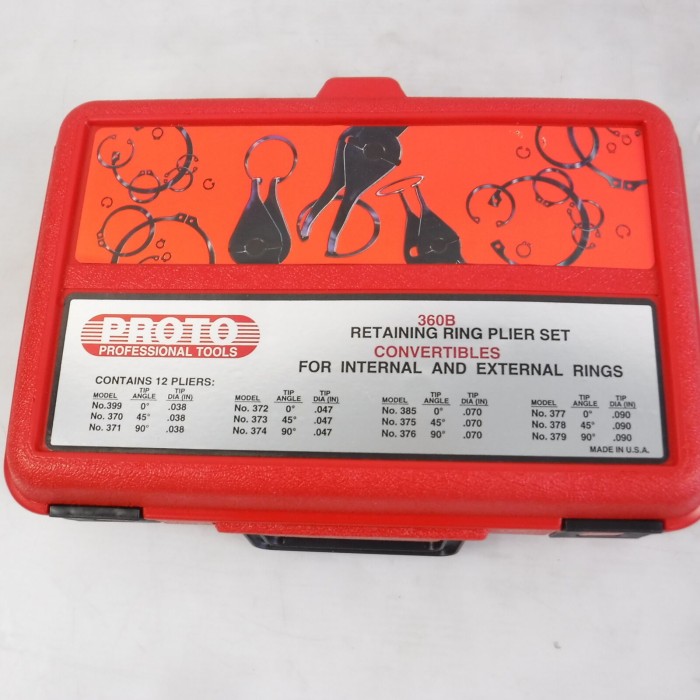 PROTO
PROFESSIONAL TOOLS
360B
RETAINING RING PLIER SET
CONVERTIBLES
FOR INTERNAL AND EXTERNAL RINGS
CONTAINS 12 PLIERS:
MODEL TIP ANGLE TIP DIA (IN)
No.399 0° .038
No. 370 45° .038
No. 371 90° .038
MODEL TIP ANGLE TIP DIA (IN)
No. 372 0° .047
No. 373 45° .047
No. 374 90° .047
MODEL TIP ANGLE TIP DIA (IN)
No. 385 0° .070
No. 375 45° .070
No. 376 90° .070
MODEL TIP ANGLE TIP DIA (IN)
No. 377 0° .090
No. 378 45° .090
No. 379 90° .090
MADE IN U.S.A.